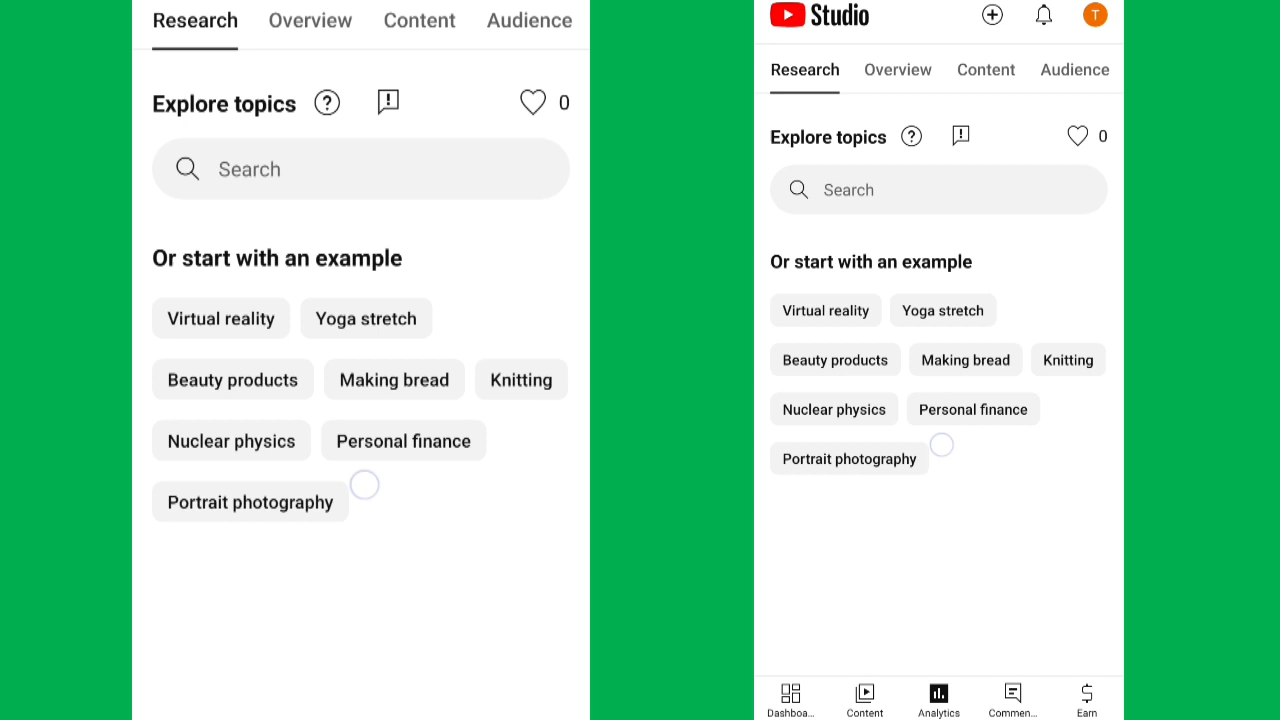 Research Overview Content Audience
Explore topics ? ! 0
Search
Or start with an example
Virtual reality Yoga stretch
Beauty products Making bread Knitting
Nuclear physics Personal finance
Portrait photography
Studio T
Research Overview Content Audience
Explore topics ? ! 0
Search
Or start with an example
Virtual reality Yoga stretch
Beauty products Making bread Knitting
Nuclear physics Personal finance
Portrait photography
Dashboa... Content Analytics Commen... Earn